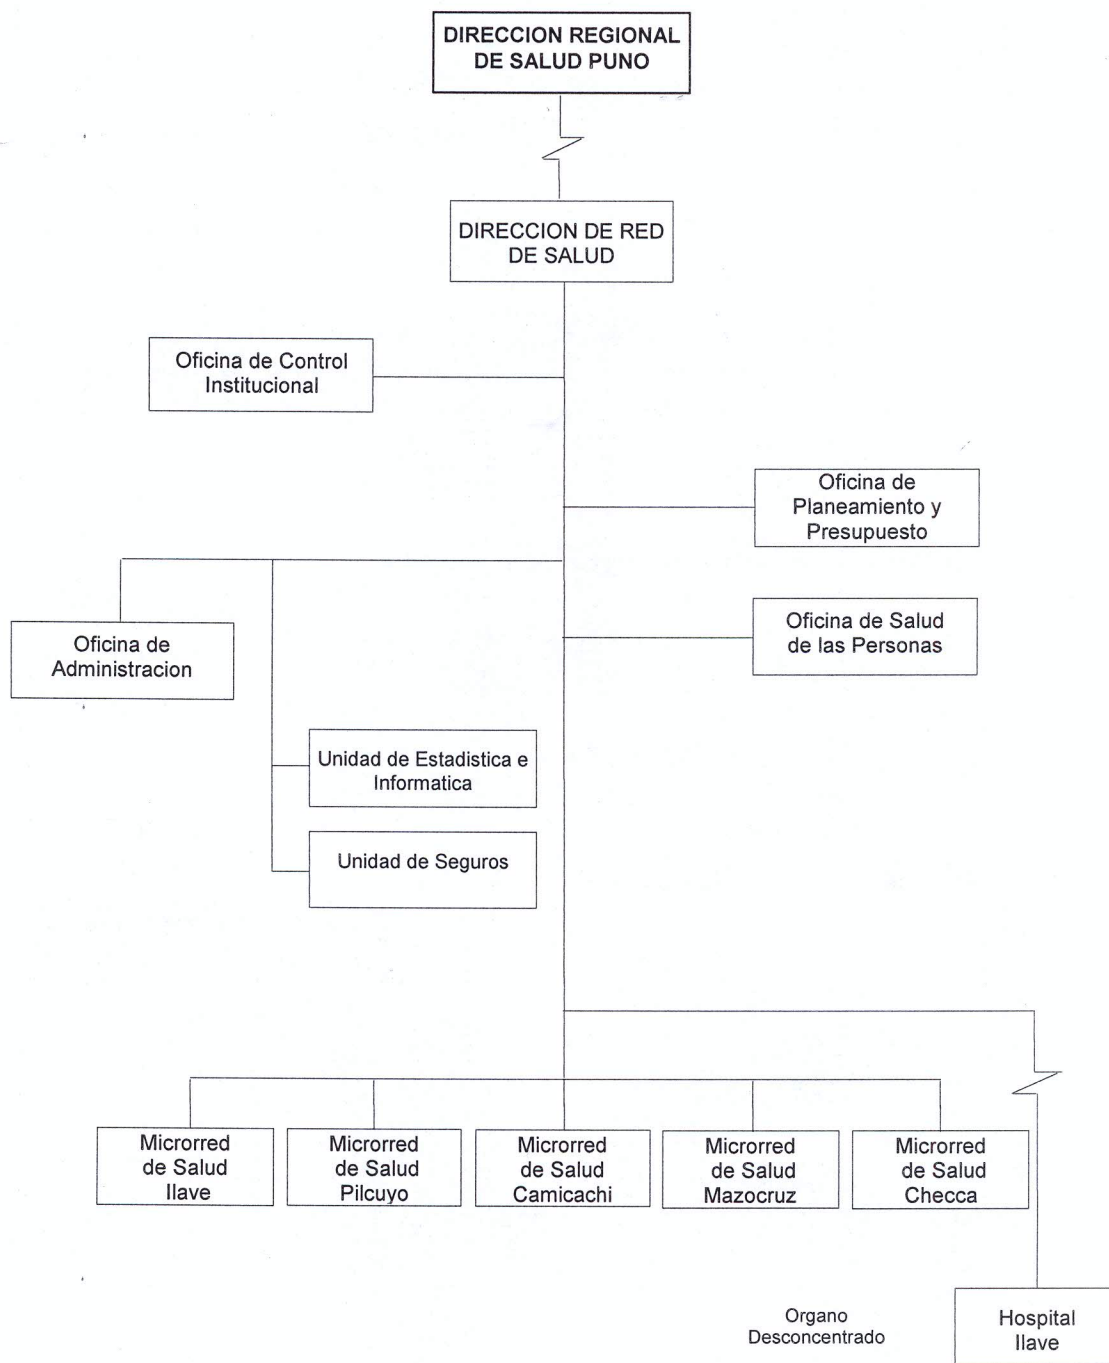 DIRECCION REGIONAL
DE SALUD PUNO
DIRECCION DE RED
DE SALUD
Oficina de Control
Institucional
Oficina de
Planeamiento y
Presupuesto
Oficina de Salud
de las Personas
Oficina de
Administracion
Unidad de Estadistica e
Informatica
Unidad de Seguros
Microrred
de Salud
Ilave
Microrred
de Salud
Pilcuyo
Microrred
de Salud
Camicachi
Microrred
de Salud
Mazocruz
Microrred
de Salud
Checca
Organo
Desconcentrado
Hospital
Ilave